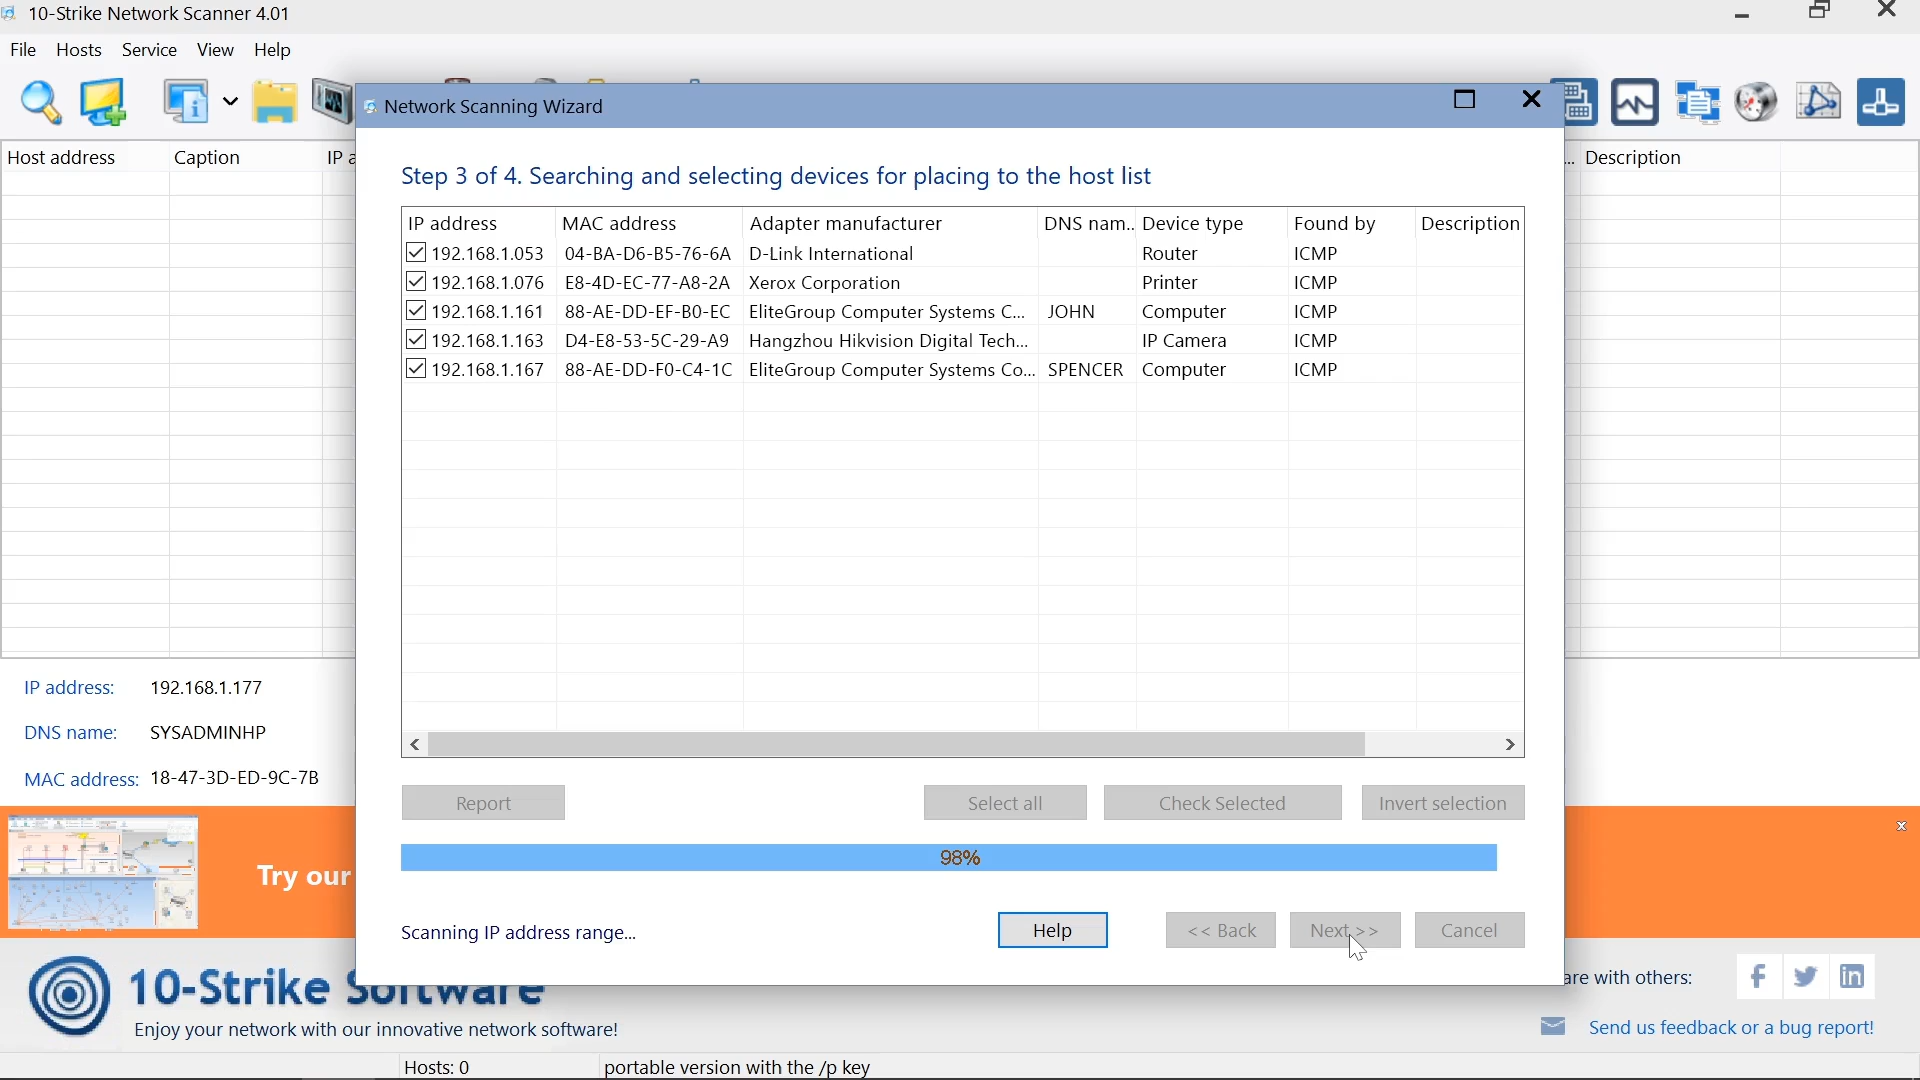 10-Strike Network Scanner 4.01
File Hosts Service View Help
Network Scanning Wizard
Host address Caption IP a
... Description
Step 3 of 4. Searching and selecting devices for placing to the host list
IP address MAC address Adapter manufacturer DNS nam... Device type Found by Description
192.168.1.053 04-BA-D6-B5-76-6A D-Link International Router ICMP
192.168.1.076 E8-4D-EC-77-A8-2A Xerox Corporation Printer ICMP
192.168.1.161 88-AE-DD-EF-B0-EC EliteGroup Computer Systems C... JOHN Computer ICMP
192.168.1.163 D4-E8-53-5C-29-A9 Hangzhou Hikvision Digital Tech... IP Camera ICMP
192.168.1.167 88-AE-DD-F0-C4-1C EliteGroup Computer Systems Co... SPENCER Computer ICMP
IP address: 192.168.1.177
DNS name: SYSADMINHP
MAC address: 18-47-3D-ED-9C-7B
Report Select all Check Selected Invert selection
98%
Try our
Scanning IP address range...
Help << Back Next >> Cancel
10-Strike Software
are with others:
Enjoy your network with our innovative network software!
Send us feedback or a bug report!
Hosts: 0 portable version with the /p key